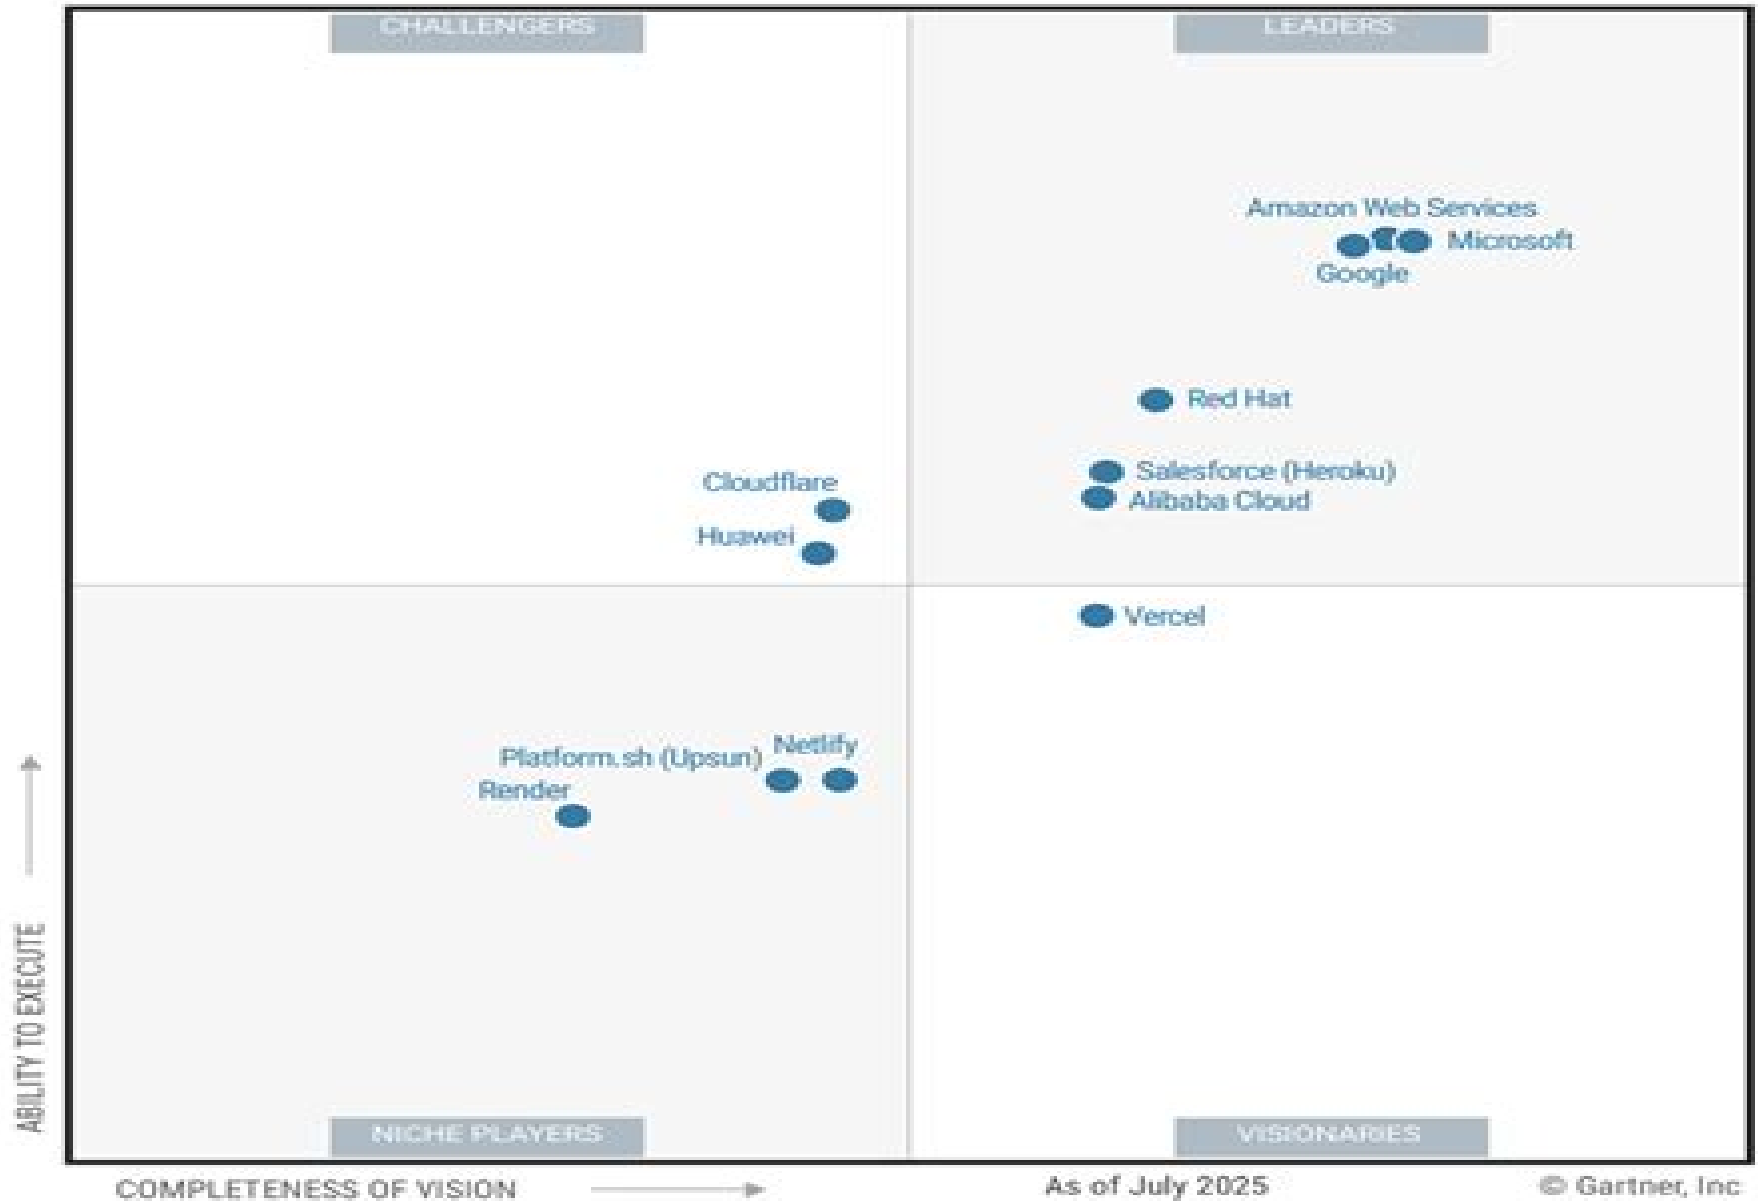 CHALLENGERS
LEADERS
Amazon Web Services
Microsoft
Google
Red Hat
Salesforce (Heroku)
Alibaba Cloud
Cloudflare
Huawei
Vercel
Netlify
Platform.sh (Upsun)
Render
ABILITY TO EXECUTE
NICHE PLAYERS
VISIONARIES
COMPLETENESS OF VISION
As of July 2025
© Gartner, Inc